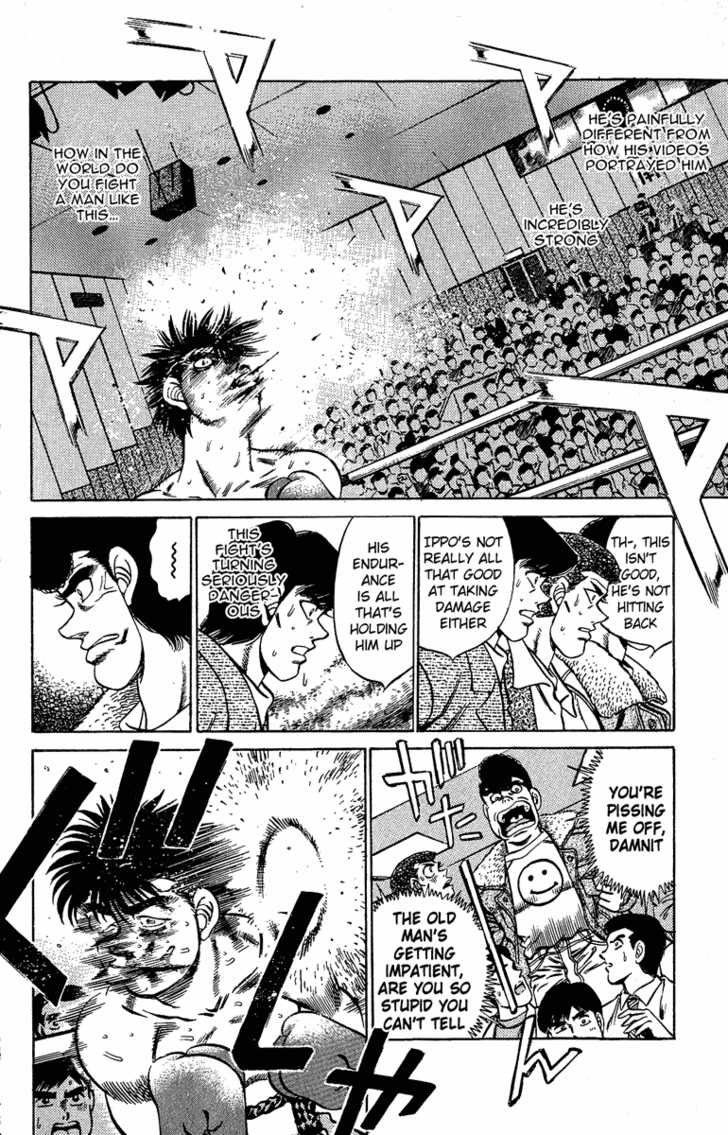 HE'S PAINFULLY
DIFFERENT FROM
HOW HIS VIDEOS
PORTRAYED HIM
HE'S
INCREDIBLY
STRONG
HOW IN THE
WORLD DO
YOU FIGHT
A MAN LIKE
THIS...
TH-, THIS
ISN'T
GOOD,
HE'S NOT
HITTING
BACK
IPPO'S NOT
REALLY ALL
THAT GOOD
AT TAKING
DAMAGE
EITHER
HIS
ENDUR-
ANCE
IS ALL
THAT'S
HOLDING
HIM UP
THIS
FIGHT'S
TURNING
SERIOUSLY
DANGER-
OUS
YOU'RE
PISSING
ME OFF,
DAMNIT
THE OLD
MAN'S
GETTING
IMPATIENT,
ARE YOU SO
STUPID YOU
CAN'T TELL